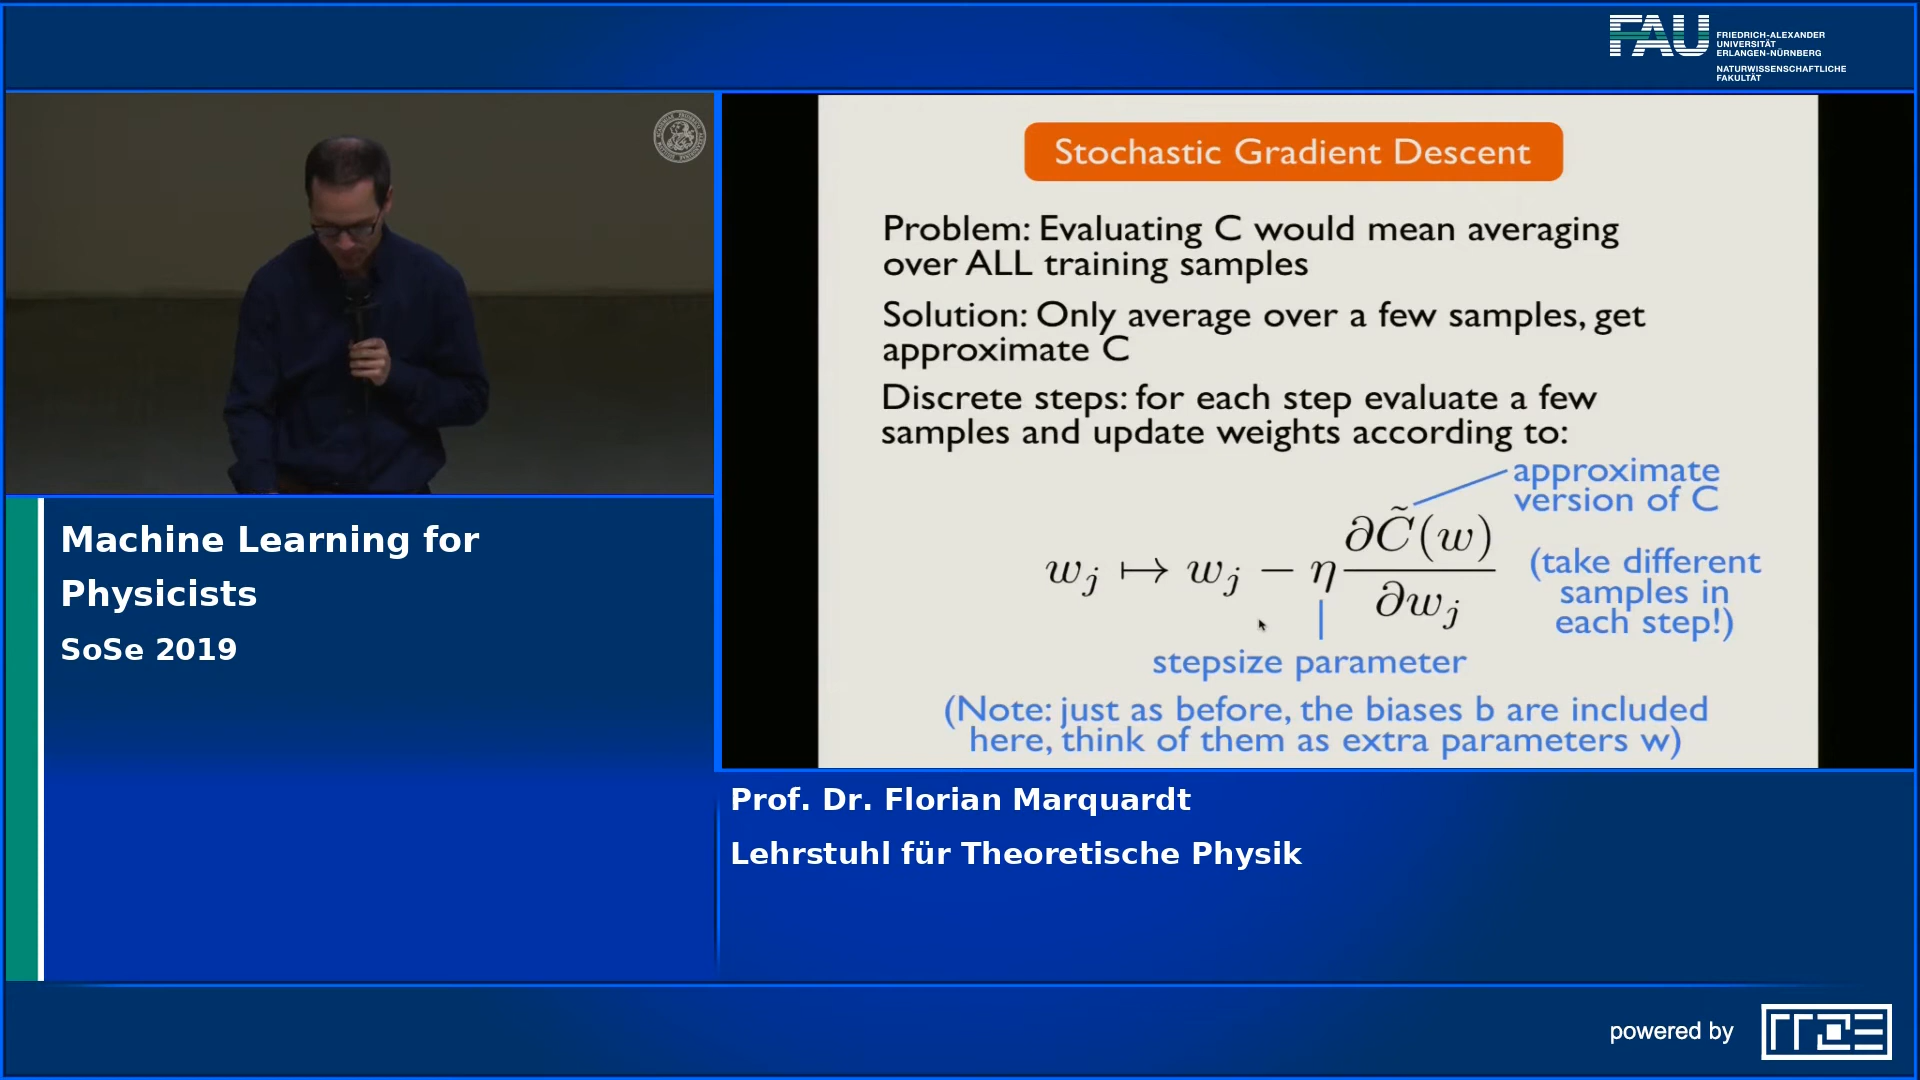 FAU
FRIEDRICH-ALEXANDER
UNIVERSITÄT
ERLANGEN-NÜRNBERG
NATURWISSENSCHAFTLICHE
FAKULTÄT
Stochastic Gradient Descent
Problem: Evaluating C would mean averaging
over ALL training samples
Solution: Only average over a few samples, get
approximate C
Discrete steps: for each step evaluate a few
samples and update weights according to:
approximate
version of C
w_j ↦ w_j − η ∂C̃(w)/∂w_j
(take different
samples in
each step!)
stepsize parameter
(Note: just as before, the biases b are included
here, think of them as extra parameters w)
Machine Learning for
Physicists
SoSe 2019
Prof. Dr. Florian Marquardt
Lehrstuhl für Theoretische Physik
powered by